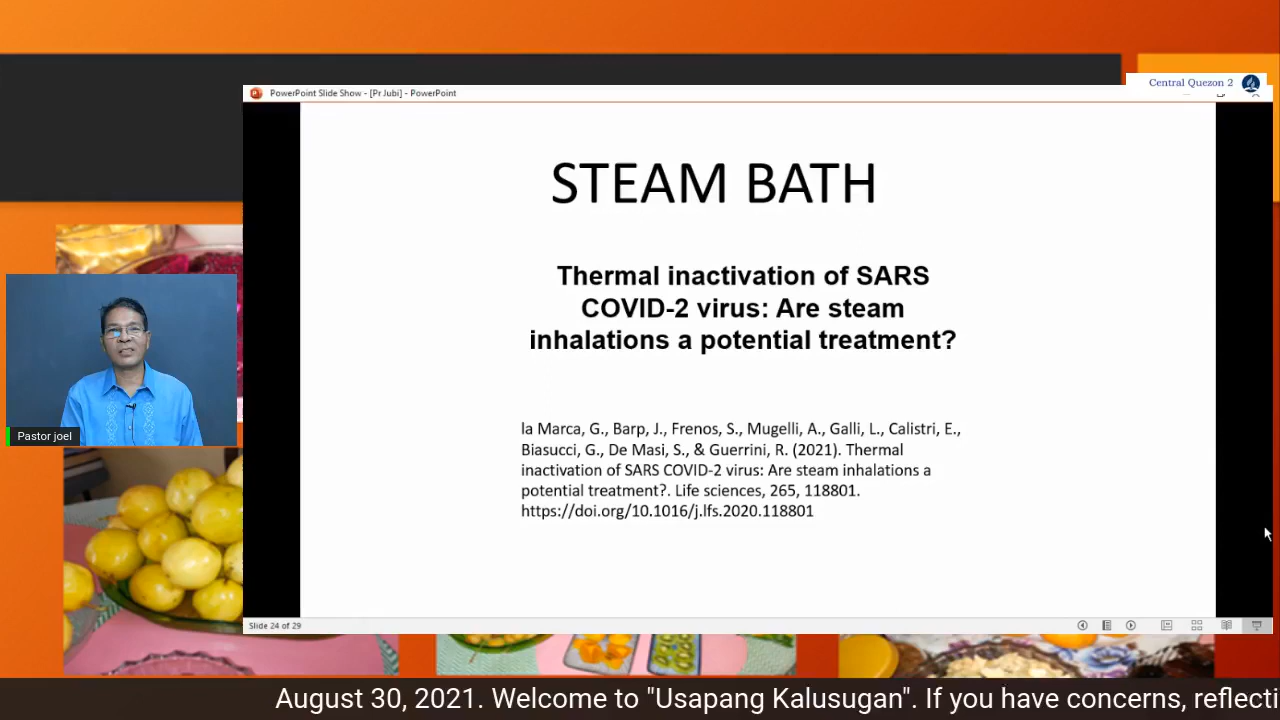 Central Quezon 2
PowerPoint Slide Show - [Pr Jubi] - PowerPoint
STEAM BATH
Thermal inactivation of SARS
COVID-2 virus: Are steam
inhalations a potential treatment?
la Marca, G., Barp, J., Frenos, S., Mugelli, A., Galli, L., Calistri, E.,
Biasucci, G., De Masi, S., & Guerrini, R. (2021). Thermal
inactivation of SARS COVID-2 virus: Are steam inhalations a
potential treatment?. Life sciences, 265, 118801.
https://doi.org/10.1016/j.lfs.2020.118801
Pastor joel
Slide 24 of 29
August 30, 2021. Welcome to "Usapang Kalusugan". If you have concerns, reflecti